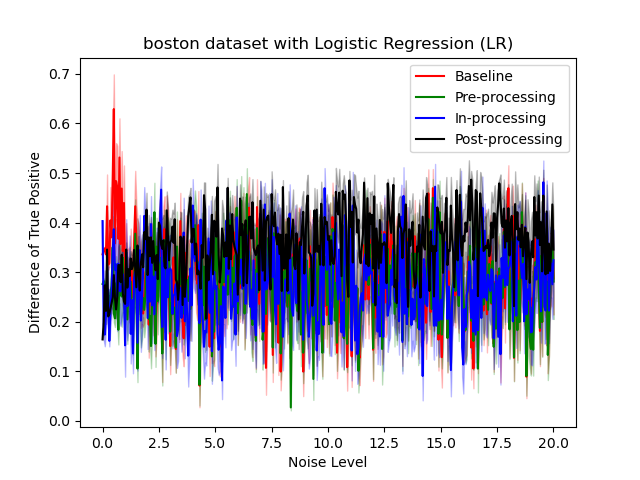 boston dataset with Logistic Regression (LR)
Difference of True Positive
0.7
0.6
0.5
0.4
0.3
0.2
0.1
0.0
Baseline
Pre-processing
In-processing
Post-processing
0.0 2.5 5.0 7.5 10.0 12.5 15.0 17.5 20.0
Noise Level